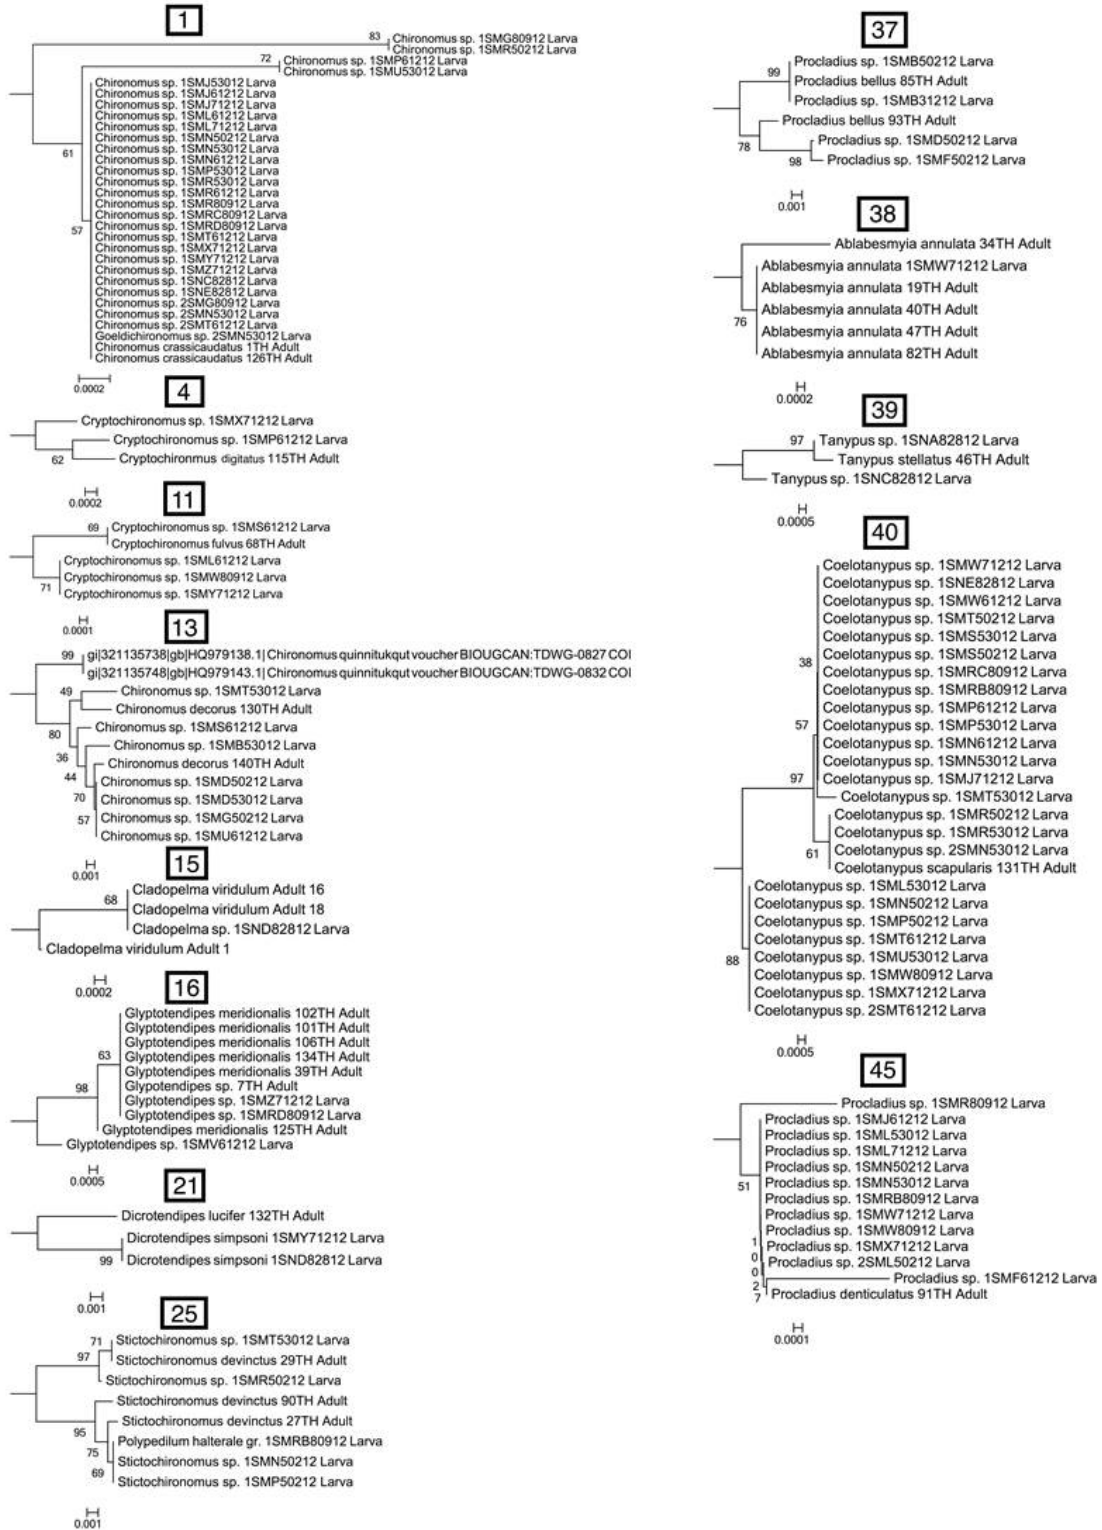 1
83
Chironomus sp. 1SMG80912 Larva
Chironomus sp. 1SMR50212 Larva
72
Chironomus sp. 1SMP61212 Larva
Chironomus sp. 1SMU53012 Larva
Chironomus sp. 1SMJ53012 Larva
Chironomus sp. 1SMJ61212 Larva
Chironomus sp. 1SMJ71212 Larva
Chironomus sp. 1SML61212 Larva
Chironomus sp. 1SML71212 Larva
Chironomus sp. 1SMN50212 Larva
Chironomus sp. 1SMN53012 Larva
61
Chironomus sp. 1SMN61212 Larva
Chironomus sp. 1SMP53012 Larva
Chironomus sp. 1SMR53012 Larva
Chironomus sp. 1SMR61212 Larva
Chironomus sp. 1SMR80912 Larva
Chironomus sp. 1SMRC80912 Larva
Chironomus sp. 1SMRD80912 Larva
57
Chironomus sp. 1SMT61212 Larva
Chironomus sp. 1SMX71212 Larva
Chironomus sp. 1SMY71212 Larva
Chironomus sp. 1SMZ71212 Larva
Chironomus sp. 1SNC82812 Larva
Chironomus sp. 1SNE82812 Larva
Chironomus sp. 2SMG80912 Larva
Chironomus sp. 2SMN53012 Larva
Chironomus sp. 2SMT61212 Larva
Goeldichironomus sp. 2SMN53012 Larva
Chironomus crassicaudatus 1TH Adult
Chironomus crassicaudatus 126TH Adult
0.0002
4
Cryptochironomus sp. 1SMX71212 Larva
Cryptochironomus sp. 1SMP61212 Larva
62
Cryptochironmus digitatus 115TH Adult
0.0002
11
69
Cryptochironomus sp. 1SMS61212 Larva
Cryptochironomus fulvus 68TH Adult
Cryptochironomus sp. 1SML61212 Larva
Cryptochironomus sp. 1SMW80912 Larva
71
Cryptochironomus sp. 1SMY71212 Larva
0.0001
13
99
gi|321135738|gb|HQ979138.1| Chironomus quinnitukqut voucher BIOUGCAN:TDWG-0827 COI
gi|321135748|gb|HQ979143.1| Chironomus quinnitukqut voucher BIOUGCAN:TDWG-0832 COI
49
Chironomus sp. 1SMT53012 Larva
Chironomus decorus 130TH Adult
80
Chironomus sp. 1SMS61212 Larva
36
Chironomus sp. 1SMB53012 Larva
44
Chironomus decorus 140TH Adult
Chironomus sp. 1SMD50212 Larva
70
Chironomus sp. 1SMD53012 Larva
57
Chironomus sp. 1SMG50212 Larva
Chironomus sp. 1SMU61212 Larva
0.001
15
68
Cladopelma viridulum Adult 16
Cladopelma viridulum Adult 18
Cladopelma sp. 1SND82812 Larva
Cladopelma viridulum Adult 1
0.0002
16
Glyptotendipes meridionalis 102TH Adult
Glyptotendipes meridionalis 101TH Adult
Glyptotendipes meridionalis 106TH Adult
63
Glyptotendipes meridionalis 134TH Adult
Glyptotendipes meridionalis 39TH Adult
98
Glyptotendipes sp. 7TH Adult
Glyptotendipes sp. 1SMZ71212 Larva
Glyptotendipes sp. 1SMRD80912 Larva
Glyptotendipes meridionalis 125TH Adult
Glyptotendipes sp. 1SMV61212 Larva
0.0005
21
Dicrotendipes lucifer 132TH Adult
Dicrotendipes simpsoni 1SMY71212 Larva
99
Dicrotendipes simpsoni 1SND82812 Larva
0.001
25
71
Stictochironomus sp. 1SMT53012 Larva
97
Stictochironomus devinctus 29TH Adult
Stictochironomus sp. 1SMR50212 Larva
Stictochironomus devinctus 90TH Adult
95
Stictochironomus devinctus 27TH Adult
75
Polypedilum halterale gr. 1SMRB80912 Larva
69
Stictochironomus sp. 1SMN50212 Larva
Stictochironomus sp. 1SMP50212 Larva
0.001
37
99
Procladius sp. 1SMB50212 Larva
Procladius bellus 85TH Adult
Procladius sp. 1SMB31212 Larva
Procladius bellus 93TH Adult
78
Procladius sp. 1SMD50212 Larva
98
Procladius sp. 1SMF50212 Larva
0.001
38
Ablabesmyia annulata 34TH Adult
Ablabesmyia annulata 1SMW71212 Larva
Ablabesmyia annulata 19TH Adult
Ablabesmyia annulata 40TH Adult
76
Ablabesmyia annulata 47TH Adult
Ablabesmyia annulata 82TH Adult
0.0002
39
97
Tanypus sp. 1SNA82812 Larva
Tanypus stellatus 46TH Adult
Tanypus sp. 1SNC82812 Larva
0.0005
40
Coelotanypus sp. 1SMW71212 Larva
Coelotanypus sp. 1SNE82812 Larva
Coelotanypus sp. 1SMW61212 Larva
Coelotanypus sp. 1SMT50212 Larva
Coelotanypus sp. 1SMS53012 Larva
38
Coelotanypus sp. 1SMS50212 Larva
Coelotanypus sp. 1SMRC80912 Larva
Coelotanypus sp. 1SMRB80912 Larva
Coelotanypus sp. 1SMP61212 Larva
57
Coelotanypus sp. 1SMP53012 Larva
Coelotanypus sp. 1SMN61212 Larva
Coelotanypus sp. 1SMN53012 Larva
97
Coelotanypus sp. 1SMJ71212 Larva
Coelotanypus sp. 1SMT53012 Larva
Coelotanypus sp. 1SMR50212 Larva
Coelotanypus sp. 1SMR53012 Larva
61
Coelotanypus sp. 2SMN53012 Larva
Coelotanypus scapularis 131TH Adult
Coelotanypus sp. 1SML53012 Larva
Coelotanypus sp. 1SMN50212 Larva
Coelotanypus sp. 1SMP50212 Larva
Coelotanypus sp. 1SMT61212 Larva
88
Coelotanypus sp. 1SMU53012 Larva
Coelotanypus sp. 1SMW80912 Larva
Coelotanypus sp. 1SMX71212 Larva
Coelotanypus sp. 2SMT61212 Larva
0.0005
45
Procladius sp. 1SMR80912 Larva
Procladius sp. 1SMJ61212 Larva
Procladius sp. 1SML53012 Larva
Procladius sp. 1SML71212 Larva
Procladius sp. 1SMN50212 Larva
51
Procladius sp. 1SMN53012 Larva
Procladius sp. 1SMRB80912 Larva
Procladius sp. 1SMW71212 Larva
Procladius sp. 1SMW80912 Larva
1
Procladius sp. 1SMX71212 Larva
0
Procladius sp. 2SML50212 Larva
0
Procladius sp. 1SMF61212 Larva
2
7
Procladius denticulatus 91TH Adult
0.0001